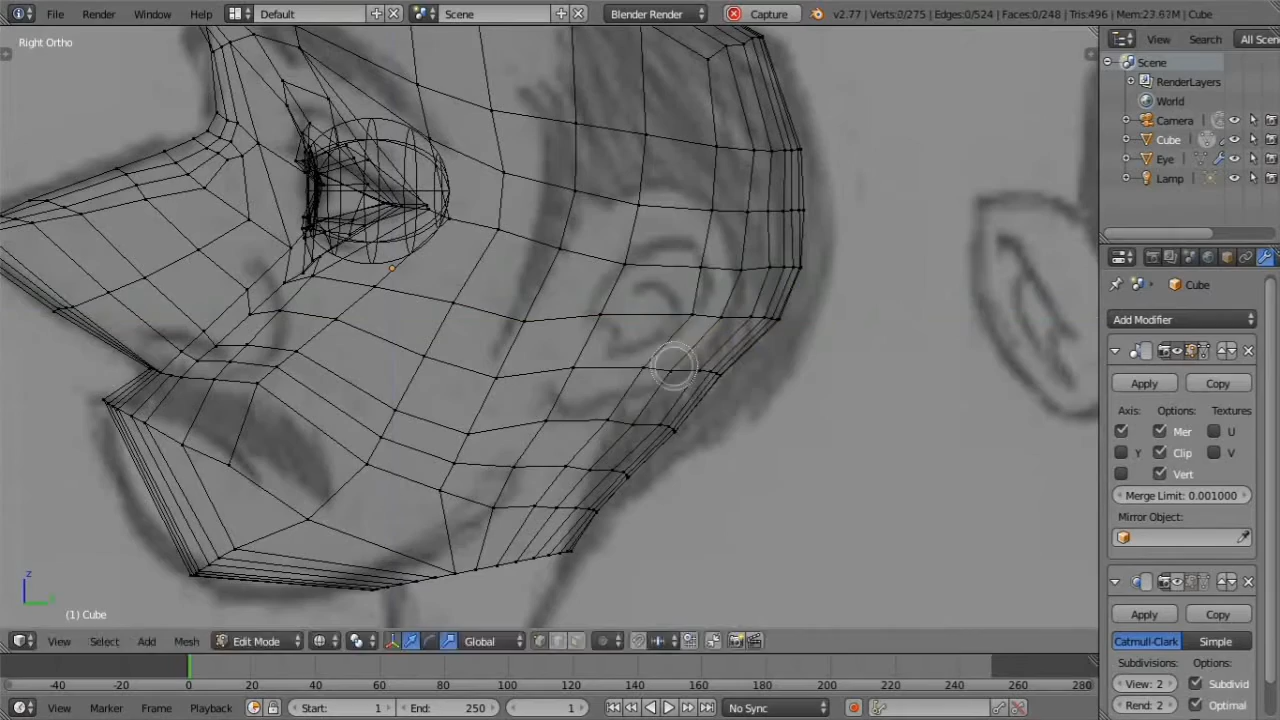 File Render Window Help Default Scene Blender Render Capture v2.77 | Verts:0/275 | Edges:0/524 | Faces:0/248 | Tris:496 | Mem:23.63M | Cube
Right Ortho
View Search All Scen
Scene
RenderLayers
World
Camera
Cube
Eye
Lamp
Cube
Add Modifier
Apply Copy
Axis: Options: Textures
Mer U
Y Clip V
Vert
Merge Limit: 0.001000
Mirror Object:
Apply Copy
Catmull-Clark Simple
Subdivisions: Options:
View: 2 Subdivid
Rend: 2 Optimal
z
(1) Cube
View Select Add Mesh Edit Mode Global
-40 -20 0 20 40 60 80 100 120 140 160 180 200 220 240 260 280
View Marker Frame Playback Start: 1 End: 250 1 No Sync